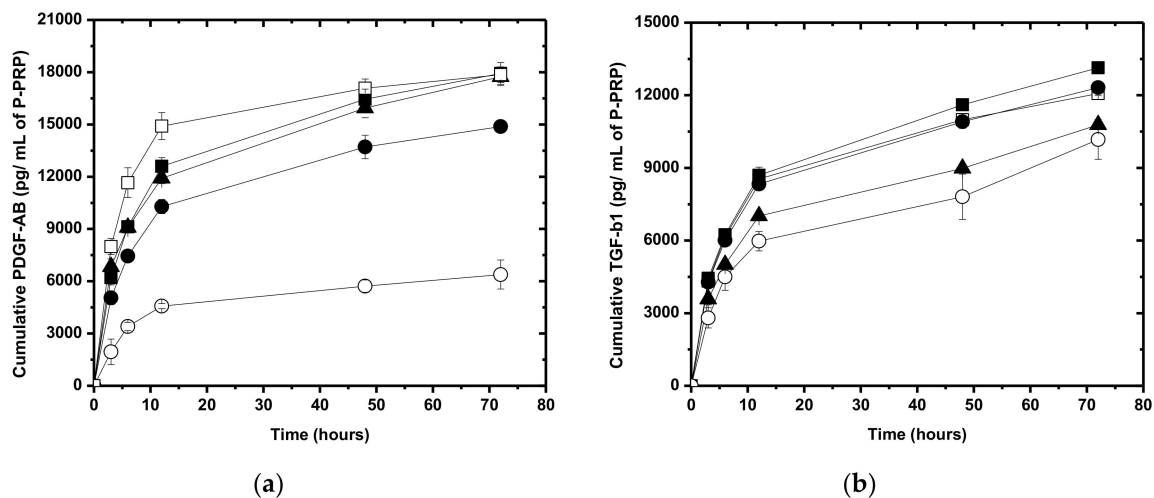 Cumulative PDGF-AB (pg/ mL of P-PRP)
21000
18000
15000
12000
9000
6000
3000
0
0 10 20 30 40 50 60 70 80
Time (hours)
(a)
Cumulative TGF-b1 (pg/ mL of P-PRP)
15000
12000
9000
6000
3000
0
0 10 20 30 40 50 60 70 80
Time (hours)
(b)